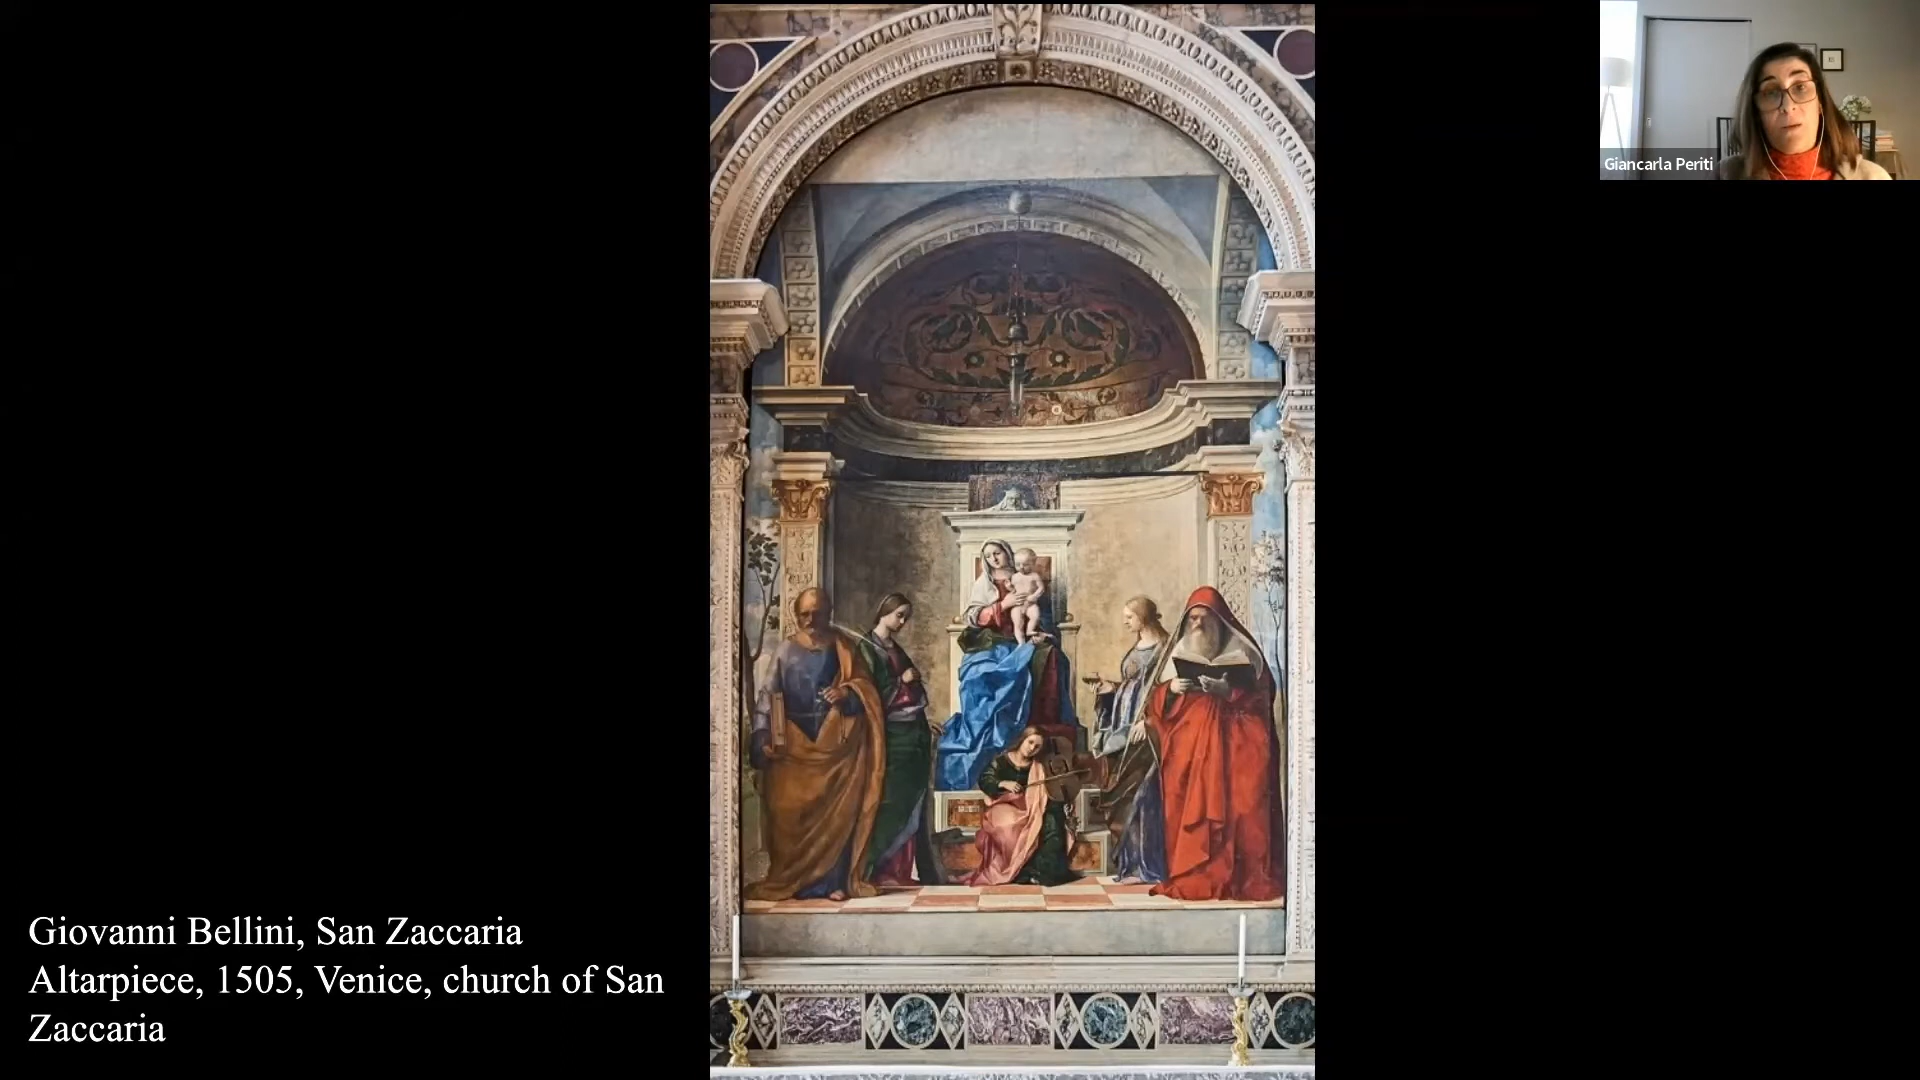 Giancarla Periti
Giovanni Bellini, San Zaccaria
Altarpiece, 1505, Venice, church of San
Zaccaria